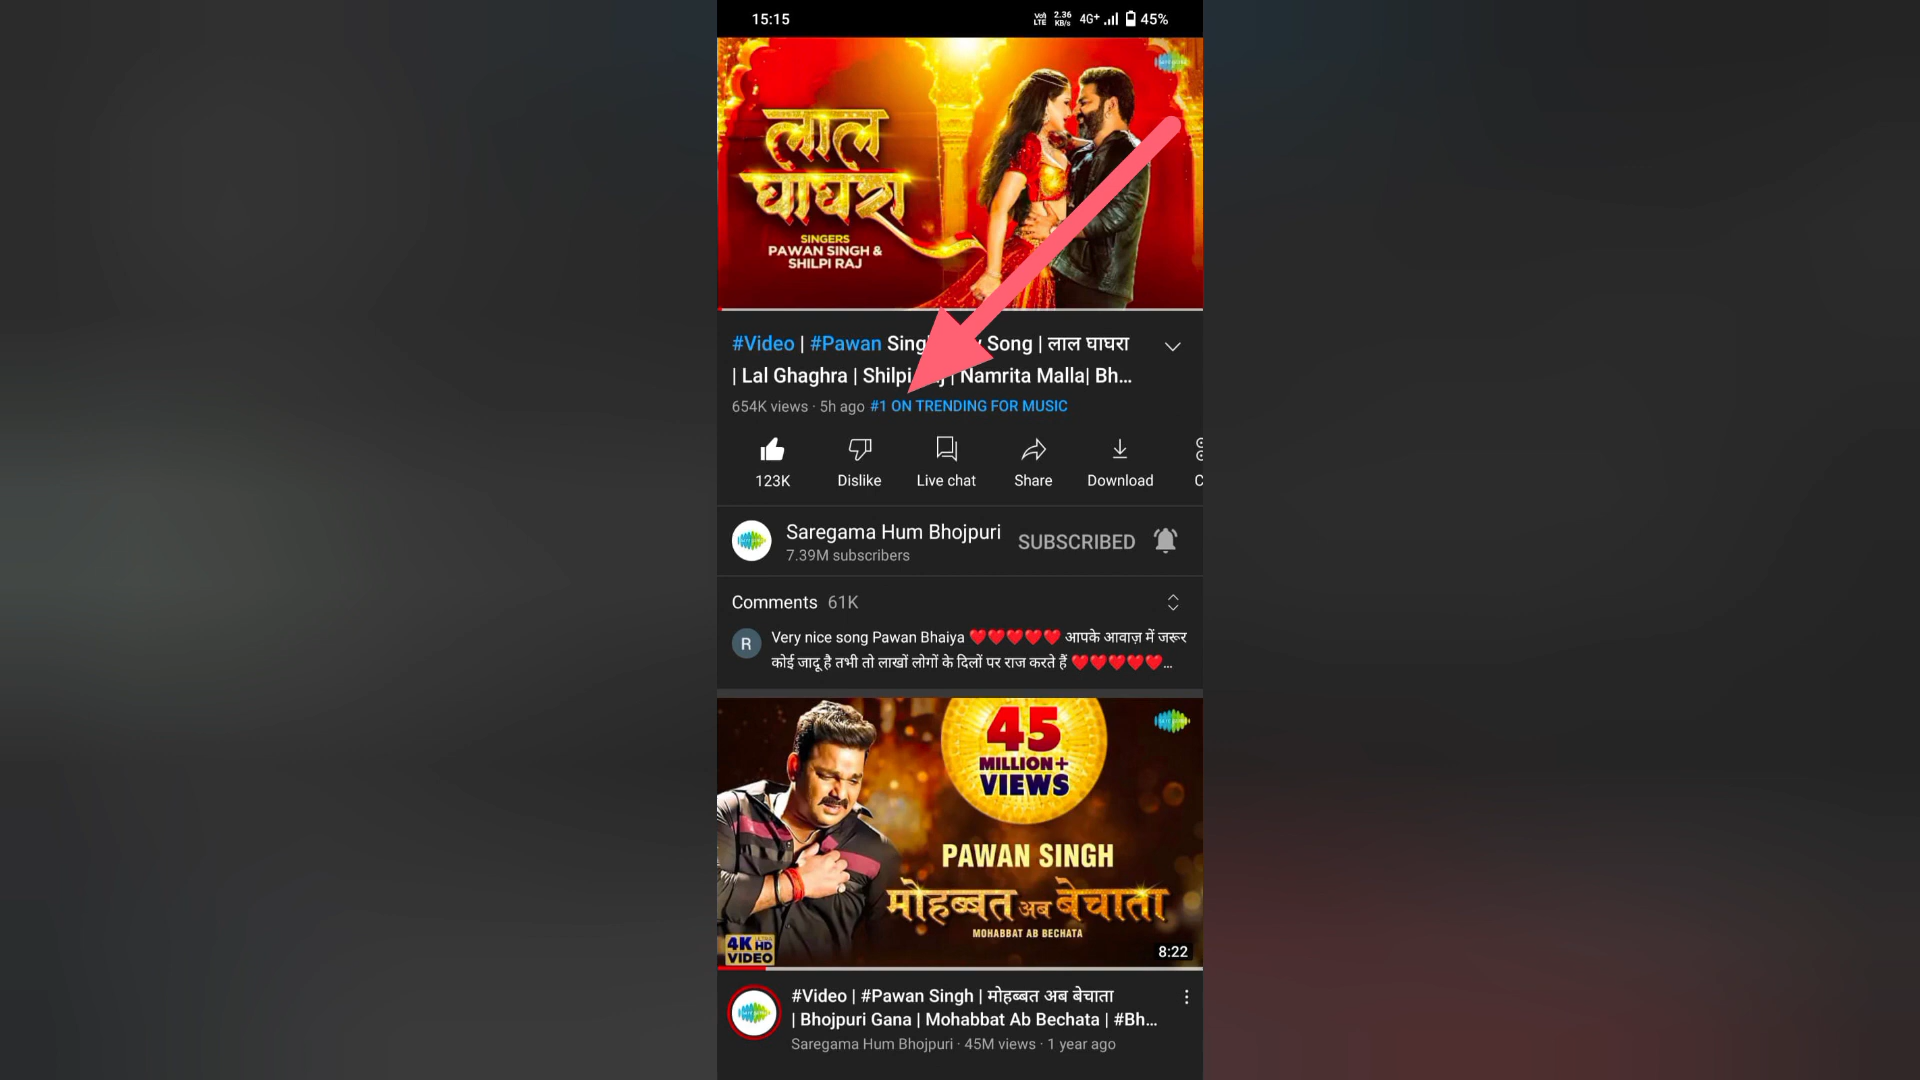 15:15
Vo)
LTE
2.36
KB/s
4G+
45%
लाल
घाघरा
SINGERS
PAWAN SINGH &
SHILPI RAJ
#Video | #Pawan Song | लाल घाघरा
| Lal Ghaghra | Shilpi | Namrita Malla| Bh...
654K views · 5h ago #1 ON TRENDING FOR MUSIC
123K
Dislike
Live chat
Share
Download
C
Saregama Hum Bhojpuri
7.39M subscribers
SUBSCRIBED
Comments 61K
R
Very nice song Pawan Bhaiya ❤️❤️❤️❤️❤️ आपके आवाज़ में जरूर
कोई जादू है तभी तो लाखों लोगों के दिलों पर राज करते हैं ❤️❤️❤️❤️❤️...
45
MILLION+
VIEWS
PAWAN SINGH
मोहब्बत अब बेचाता
MOHABBAT AB BECHATA
4K ULTRA HD
VIDEO
8:22
#Video | #Pawan Singh | मोहब्बत अब बेचाता
| Bhojpuri Gana | Mohabbat Ab Bechata | #Bh...
Saregama Hum Bhojpuri · 45M views · 1 year ago